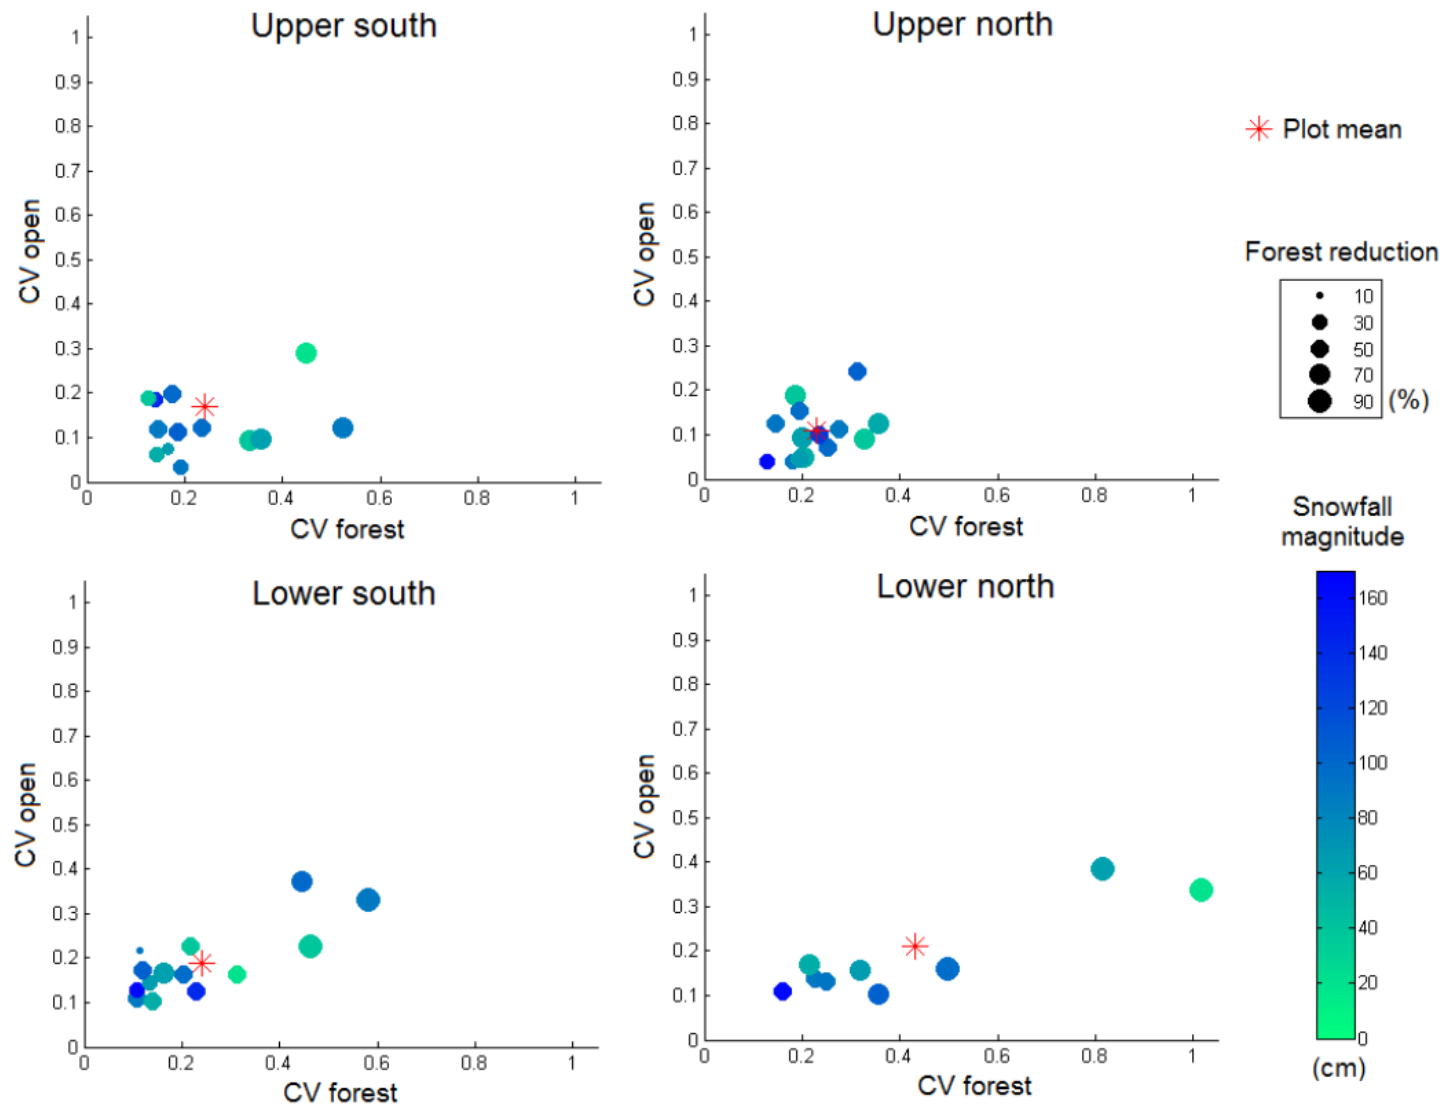 Upper south
1
0.9
0.8
0.7
0.6
0.5
0.4
0.3
0.2
0.1
0
CV open
0 0.2 0.4 0.6 0.8 1
CV forest
Upper north
1
0.9
0.8
0.7
0.6
0.5
0.4
0.3
0.2
0.1
0
CV open
0 0.2 0.4 0.6 0.8 1
CV forest
Plot mean
Forest reduction
10
30
50
70
90 (%)
Lower south
1
0.9
0.8
0.7
0.6
0.5
0.4
0.3
0.2
0.1
0
CV open
0 0.2 0.4 0.6 0.8 1
CV forest
Lower north
1
0.9
0.8
0.7
0.6
0.5
0.4
0.3
0.2
0.1
0
CV open
0 0.2 0.4 0.6 0.8 1
CV forest
Snowfall
magnitude
160
140
120
100
80
60
40
20
0
(cm)